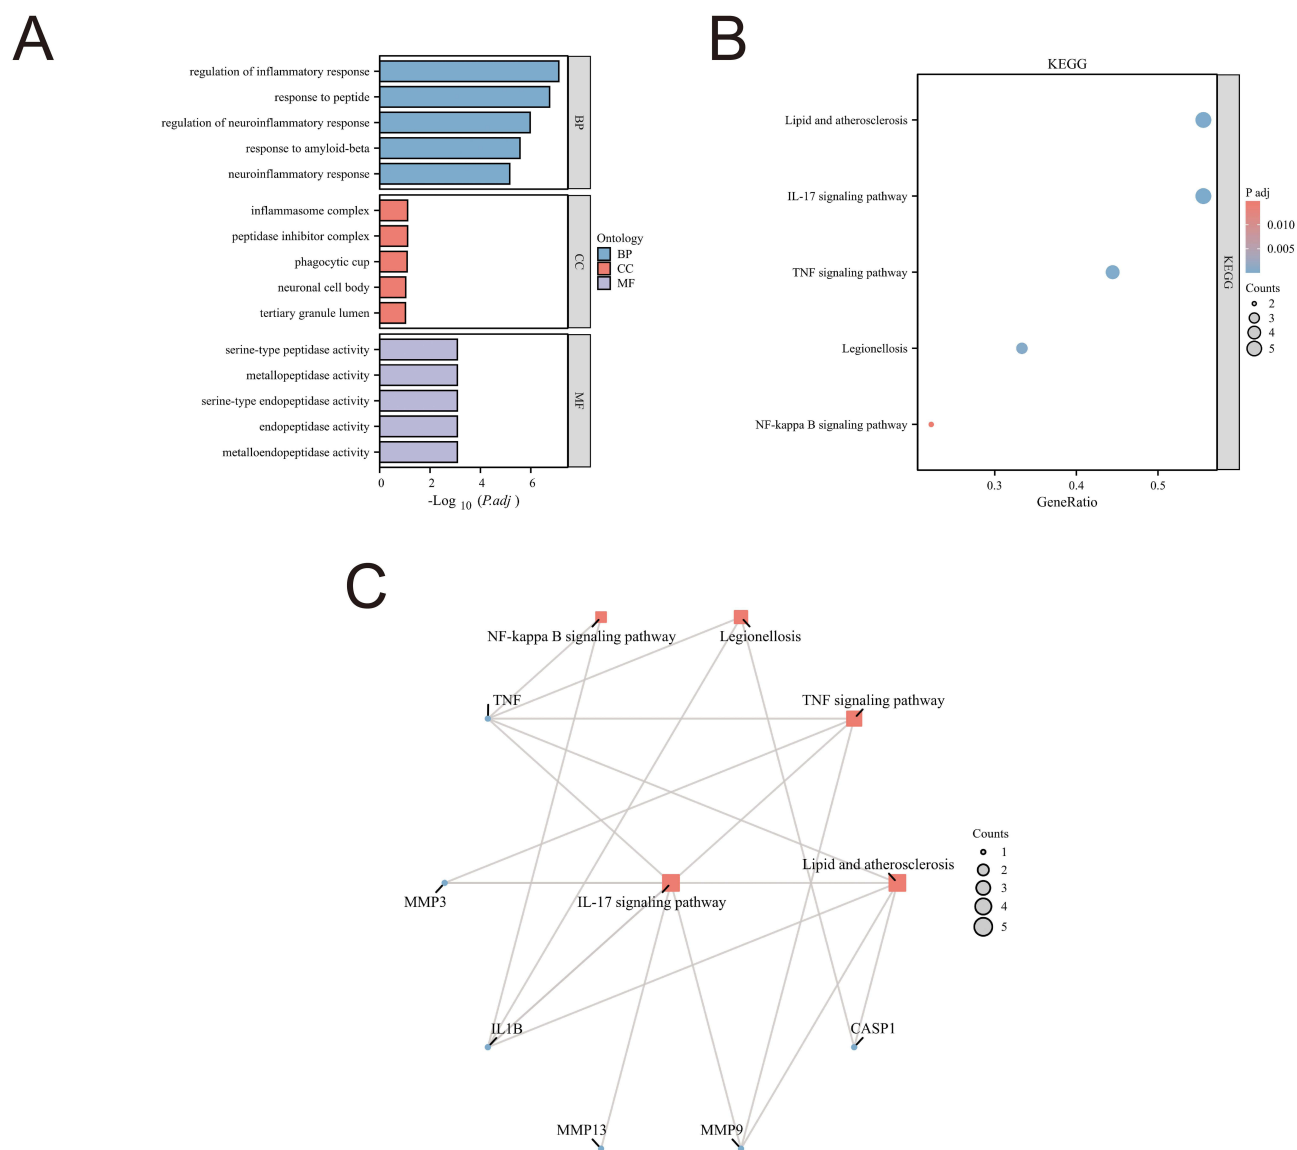 A
regulation of inflammatory response
response to peptide
regulation of neuroinflammatory response
response to amyloid-beta
neuroinflammatory response
BP
inflammasome complex
peptidase inhibitor complex
phagocytic cup
neuronal cell body
tertiary granule lumen
CC
serine-type peptidase activity
metallopeptidase activity
serine-type endopeptidase activity
endopeptidase activity
metalloendopeptidase activity
MF
0 2 4 6
-Log 10 (P.adj )
Ontology
BP
CC
MF
B
KEGG
Lipid and atherosclerosis
IL-17 signaling pathway
TNF signaling pathway
Legionellosis
NF-kappa B signaling pathway
KEGG
0.3 0.4 0.5
GeneRatio
P adj
0.010
0.005
Counts
2
3
4
5
C
NF-kappa B signaling pathway
Legionellosis
TNF
TNF signaling pathway
Lipid and atherosclerosis
MMP3
IL-17 signaling pathway
IL1B
CASP1
MMP13
MMP9
Counts
1
2
3
4
5